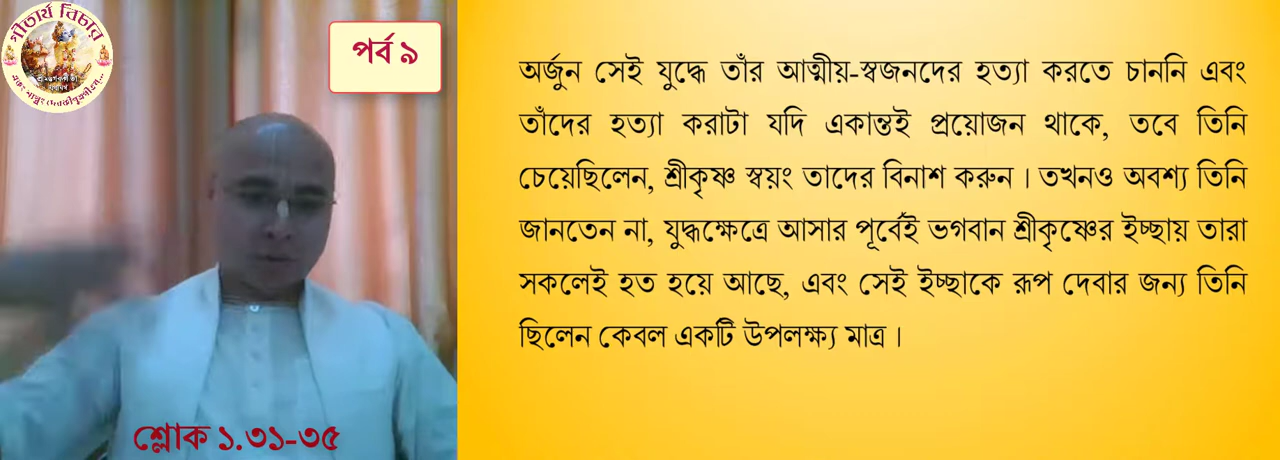 গীতার্থ বিচার
পর্ব ৯
অর্জুন সেই যুদ্ধে তাঁর আত্মীয়-স্বজনদের হত্যা করতে চাননি এবং
তাঁদের হত্যা করাটা যদি একান্তই প্রয়োজন থাকে, তবে তিনি
চেয়েছিলেন, শ্রীকৃষ্ণ স্বয়ং তাদের বিনাশ করুন। তখনও অবশ্য তিনি
জানতেন না, যুদ্ধক্ষেত্রে আসার পূর্বেই ভগবান শ্রীকৃষ্ণের ইচ্ছায় তারা
সকলেই হত হয়ে আছে, এবং সেই ইচ্ছাকে রূপ দেবার জন্য তিনি
ছিলেন কেবল একটি উপলক্ষ্য মাত্র।
শ্লোক ১.৩১-৩৫